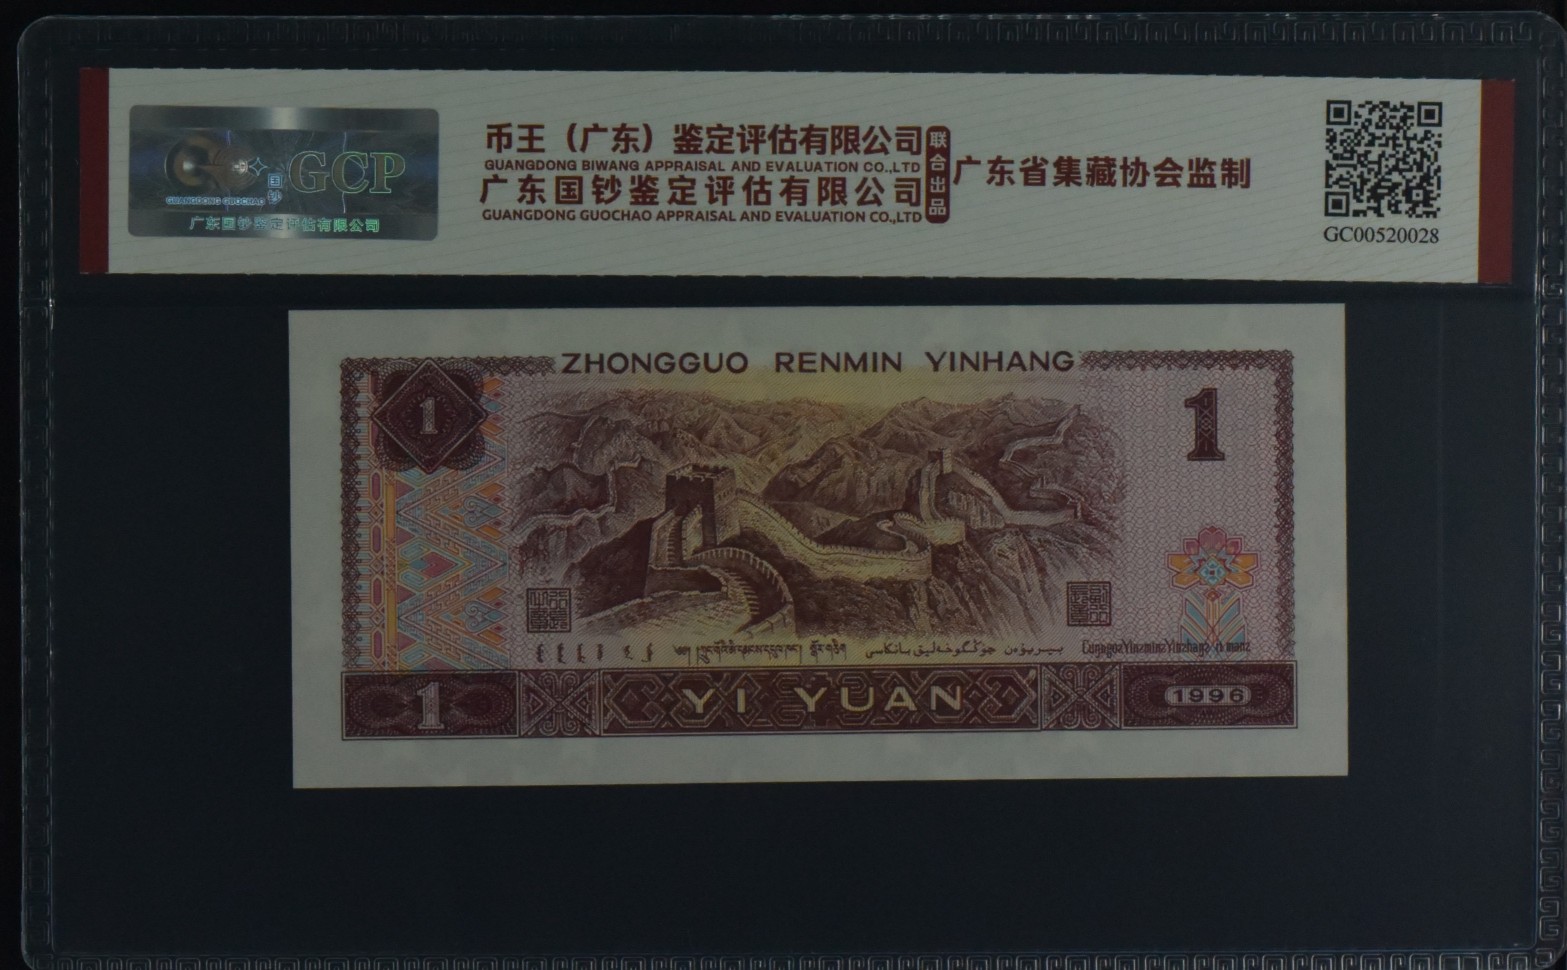 币王（广东）鉴定评估有限公司
GUANGDONG BIWANG APPRAISAL AND EVALUATION CO.,LTD
广东国钞鉴定评估有限公司
GUANGDONG GUOCHAO APPRAISAL AND EVALUATION CO.,LTD
联合出品
广东省集藏协会监制
GCP
国钞
GUANGDONG GUOCHAO
广东国钞鉴定评估有限公司
GC00520028
ZHONGGUO RENMIN YINHANG
1
1
1
YI YUAN
1996